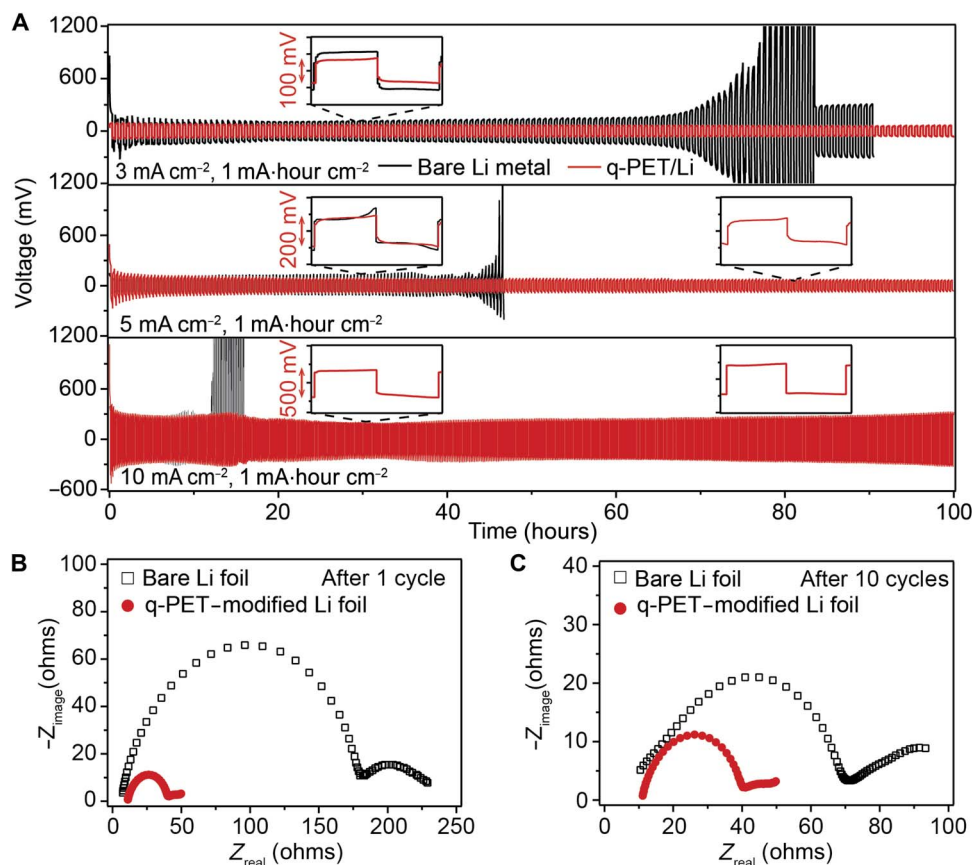 A
1200
600
0
1200
600
0
1200
600
0
−600
Voltage (mV)
100 mV
3 mA cm⁻², 1 mA·hour cm⁻²
Bare Li metal
q-PET/Li
200 mV
5 mA cm⁻², 1 mA·hour cm⁻²
500 mV
10 mA cm⁻², 1 mA·hour cm⁻²
0 20 40 60 80 100
Time (hours)
B
Bare Li foil After 1 cycle
q-PET–modified Li foil
100
80
60
40
20
0
−Zimage(ohms)
0 50 100 150 200 250
Zreal (ohms)
C
Bare Li foil After 10 cycles
q-PET–modified Li foil
40
30
20
10
0
−Zimage(ohms)
0 20 40 60 80 100
Zreal (ohms)